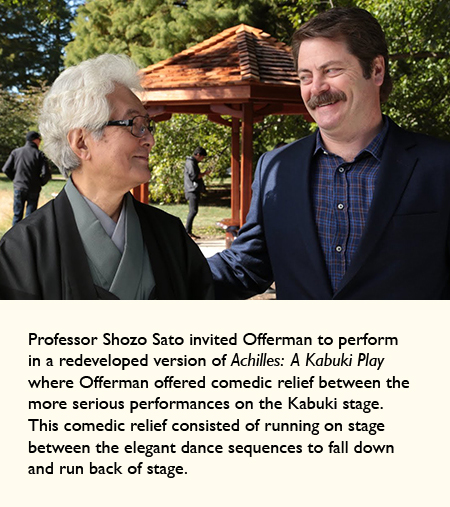 Professor Shozo Sato invited Offerman to perform
in a redeveloped version of Achilles: A Kabuki Play
where Offerman offered comedic relief between the
more serious performances on the Kabuki stage.
This comedic relief consisted of running on stage
between the elegant dance sequences to fall down
and run back of stage.